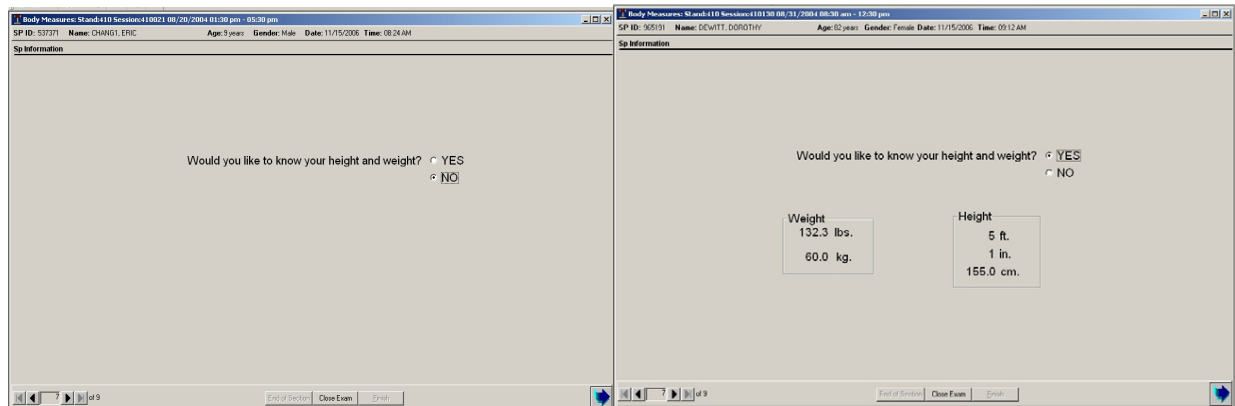 Body Measures: Stand:410 Session:410021 08/20/2004 01:30 pm - 05:30 pm
SP ID: 537371 Name: CHANG1, ERIC Age: 9 years Gender: Male Date: 11/15/2006 Time: 08:24 AM
Sp Information
Would you like to know your height and weight? YES
NO
7 of 9
End of Section Close Exam Finish
Body Measures: Stand:410 Session:410130 08/31/2004 08:30 am - 12:30 pm
SP ID: 965191 Name: DEWITT, DOROTHY Age: 82 years Gender: Female Date: 11/15/2006 Time: 09:12 AM
Sp Information
Would you like to know your height and weight? YES
NO
Weight
132.3 lbs.
60.0 kg.
Height
5 ft.
1 in.
155.0 cm.
7 of 9
End of Section Close Exam Finish